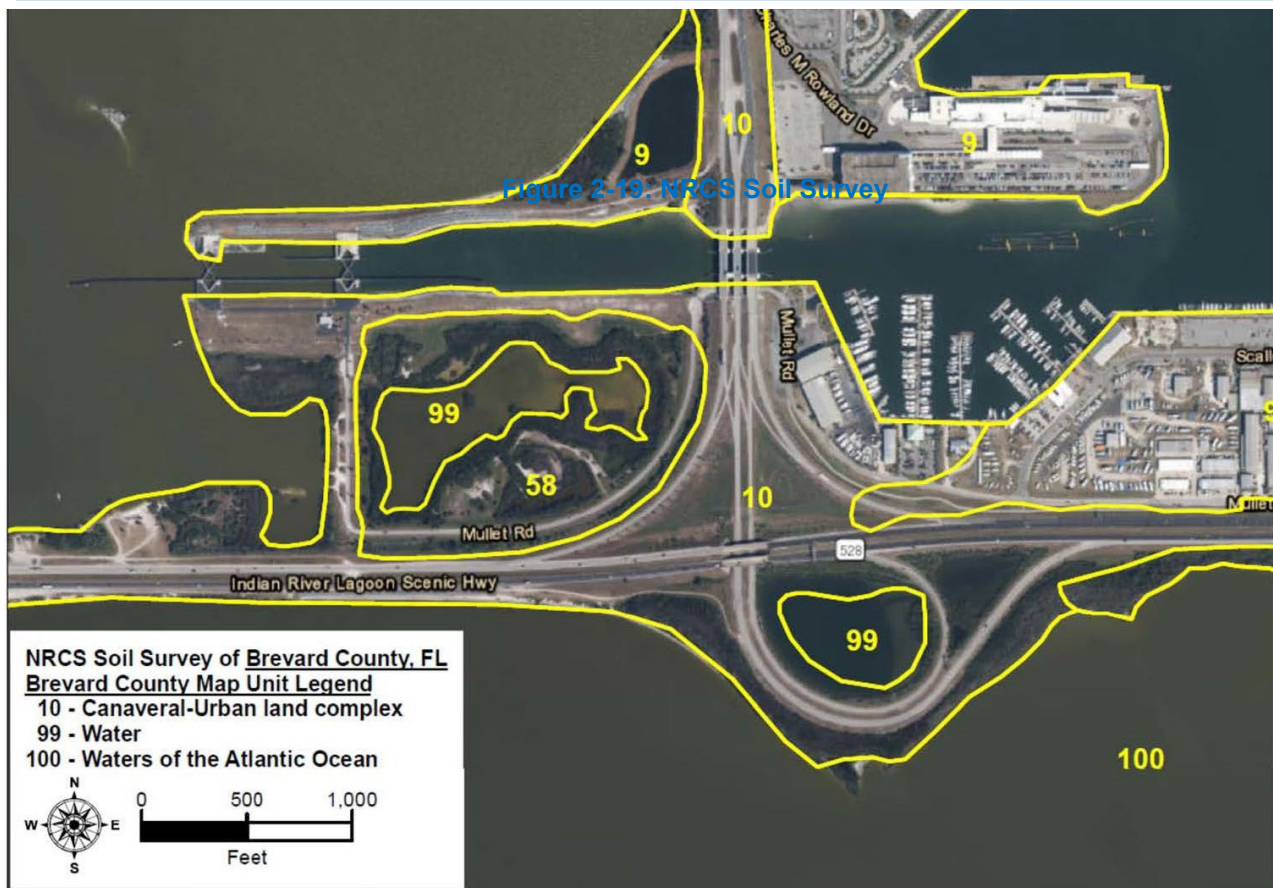 Charles M Rowland Dr
10
9
9
Figure 2-19: NRCS Soil Survey
Mullet Rd
99
58
10
Mullet Rd
528
Indian River Lagoon Scenic Hwy
99
100
NRCS Soil Survey of Brevard County, FL
Brevard County Map Unit Legend
10 - Canaveral-Urban land complex
99 - Water
100 - Waters of the Atlantic Ocean
N
W
E
S
0 500 1,000
Feet